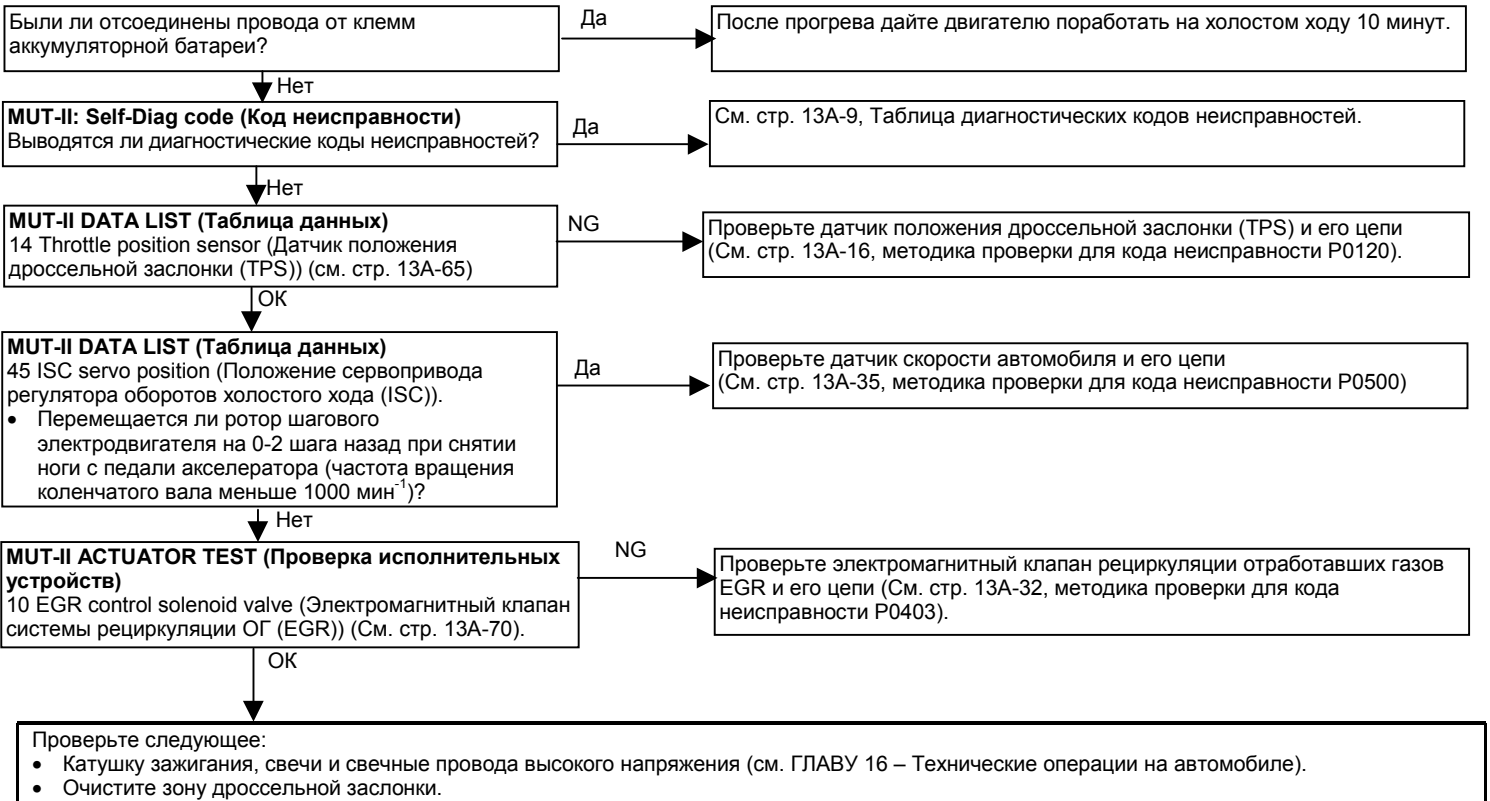 Были ли отсоединены провода от клемм
аккумуляторной батареи?
Да
После прогрева дайте двигателю поработать на холостом ходу 10 минут.
Нет
MUT-II: Self-Diag code (Код неисправности)
Выводятся ли диагностические коды неисправностей?
Да
См. стр. 13A-9, Таблица диагностических кодов неисправностей.
Нет
MUT-II DATA LIST (Таблица данных)
14 Throttle position sensor (Датчик положения
дроссельной заслонки (TPS)) (см. стр. 13A-65)
NG
Проверьте датчик положения дроссельной заслонки (TPS) и его цепи
(См. стр. 13A-16, методика проверки для кода неисправности P0120).
ОК
MUT-II DATA LIST (Таблица данных)
45 ISC servo position (Положение сервопривода
регулятора оборотов холостого хода (ISC)).
• Перемещается ли ротор шагового
электродвигателя на 0-2 шага назад при снятии
ноги с педали акселератора (частота вращения
коленчатого вала меньше 1000 мин⁻¹)?
Да
Проверьте датчик скорости автомобиля и его цепи
(См. стр. 13A-35, методика проверки для кода неисправности P0500)
Нет
MUT-II ACTUATOR TEST (Проверка исполнительных
устройств)
10 EGR control solenoid valve (Электромагнитный клапан
системы рециркуляции ОГ (EGR)) (См. стр. 13A-70).
NG
Проверьте электромагнитный клапан рециркуляции отработавших газов
EGR и его цепи (См. стр. 13A-32, методика проверки для кода
неисправности P0403).
ОК
Проверьте следующее:
• Катушку зажигания, свечи и свечные провода высокого напряжения (см. ГЛАВУ 16 – Технические операции на автомобиле).
• Очистите зону дроссельной заслонки.